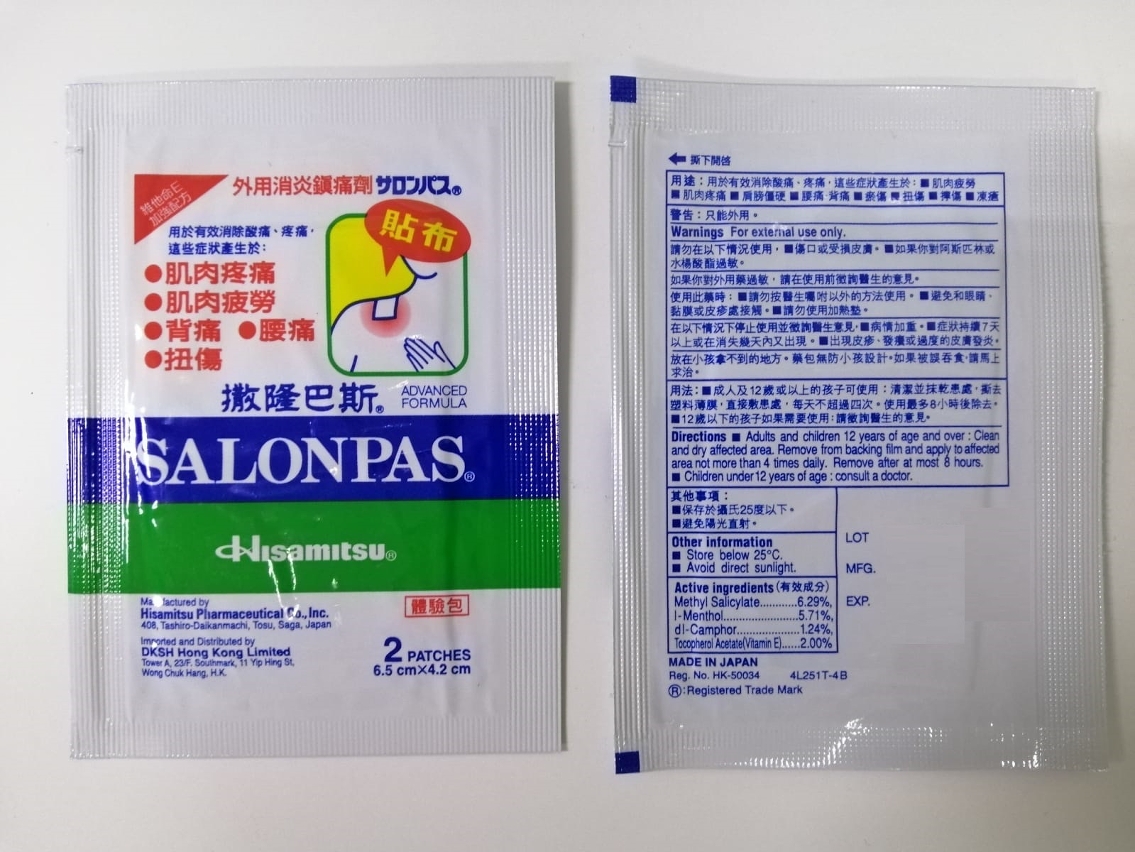 維他命E
加強配方
外用消炎鎮痛劑 サロンパス®
用於有效消除酸痛、疼痛，
這些症狀產生於：
●肌肉疼痛
●肌肉疲勞
●背痛 ●腰痛
●扭傷
貼布
撒隆巴斯®
ADVANCED
FORMULA
SALONPAS®
Hisamitsu®
Manufactured by
Hisamitsu Pharmaceutical Co., Inc.
408, Tashiro-Daikanmachi, Tosu, Saga, Japan
Imported and Distributed by
DKSH Hong Kong Limited
Tower A, 23/F. Southmark, 11 Yip Hing St,
Wong Chuk Hang, H.K.
體驗包
2 PATCHES
6.5 cm×4.2 cm
撕下開啓
用途：用於有效消除酸痛、疼痛，這些症狀產生於：■肌肉疲勞
■肌肉疼痛 ■肩膀僵硬 ■腰痛 背痛 ■瘀傷 扭傷 ■擰傷 ■凍瘡
警告：只能外用。
Warnings For external use only.
請勿在以下情況使用，■傷口或受損皮膚。■如果你對阿斯匹林或
水楊酸酯過敏。
如果你對外用藥過敏，請在使用前徵詢醫生的意見。
使用此藥時：■請勿按醫生囑咐以外的方法使用。■避免和眼睛、
黏膜或皮疹處接觸。■請勿使用加熱墊。
在以下情況下停止使用並徵詢醫生意見，■病情加重。■症狀持續7天
以上或在消失幾天內又出現。■出現皮疹、發癢或過度的皮膚發炎。
放在小孩拿不到的地方。藥包無防小孩設計。如果被誤吞食，請馬上
求治。
用法：■成人及12歲或以上的孩子可使用：清潔並抹乾患處，撕去
塑料薄膜，直接敷患處，每天不超過四次。使用最多8小時後除去。
■12歲以下的孩子如果需要使用：請徵詢醫生的意見。
Directions ■ Adults and children 12 years of age and over : Clean
and dry affected area. Remove from backing film and apply to affected
area not more than 4 times daily. Remove after at most 8 hours.
■ Children under 12 years of age : consult a doctor.
其他事項：
■保存於攝氏25度以下。
■避免陽光直射。
Other information
■ Store below 25°C.
■ Avoid direct sunlight.
LOT
MFG.
EXP.
Active ingredients (有效成分)
Methyl Salicylate............6.29%,
l-Menthol........................5.71%,
dl-Camphor....................1.24%,
Tocopherol Acetate(Vitamin E)......2.00%
MADE IN JAPAN
Reg. No. HK-50034 4L251T-4B
®:Registered Trade Mark